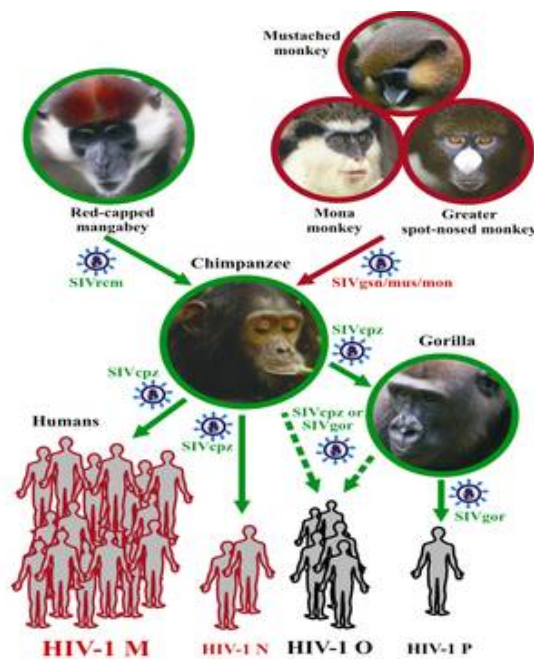 Mustached
monkey
Red-capped
mangabey
Mona
monkey
Greater
spot-nosed monkey
SIVrcm
Chimpanzee
SIVgsn/mus/mon
SIVcpz
Gorilla
SIVcpz
Humans
SIVcpz
SIVcpz or
SIVgor
SIVgor
HIV-1 M
HIV-1 N
HIV-1 O
HIV-1 P